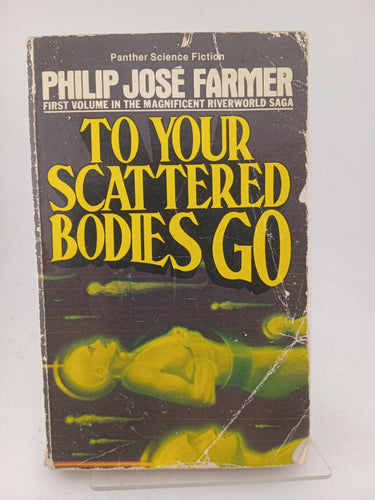 Panther Science Fiction
PHILIP JOSÉ FARMER
FIRST VOLUME IN THE MAGNIFICENT RIVERWORLD SAGA
TO YOUR
SCATTERED
BODIES GO